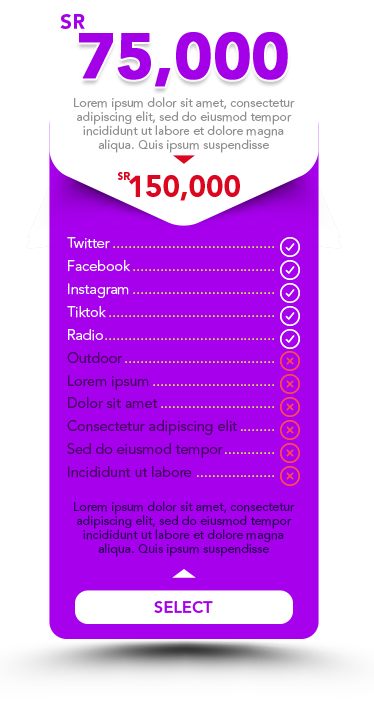 SR
75,000
Lorem ipsum dolor sit amet, consectetur
adipiscing elit, sed do eiusmod tempor
incididunt ut labore et dolore magna
aliqua. Quis ipsum suspendisse
SR 150,000
Twitter
Facebook
Instagram
Tiktok
Radio
Outdoor
Lorem ipsum
Dolor sit amet
Consectetur adipiscing elit
Sed do eiusmod tempor
Incididunt ut labore
Lorem ipsum dolor sit amet, consectetur
adipiscing elit, sed do eiusmod tempor
incididunt ut labore et dolore magna
aliqua. Quis ipsum suspendisse
SELECT